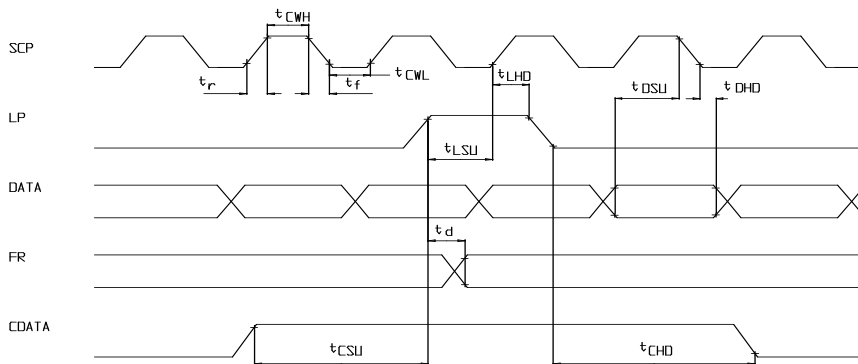 t CWH
SCP
t r
t f
t CWL
t LHD
t DSU
t DHD
LP
t LSU
DATA
t d
FR
CDATA
t CSU
t CHD